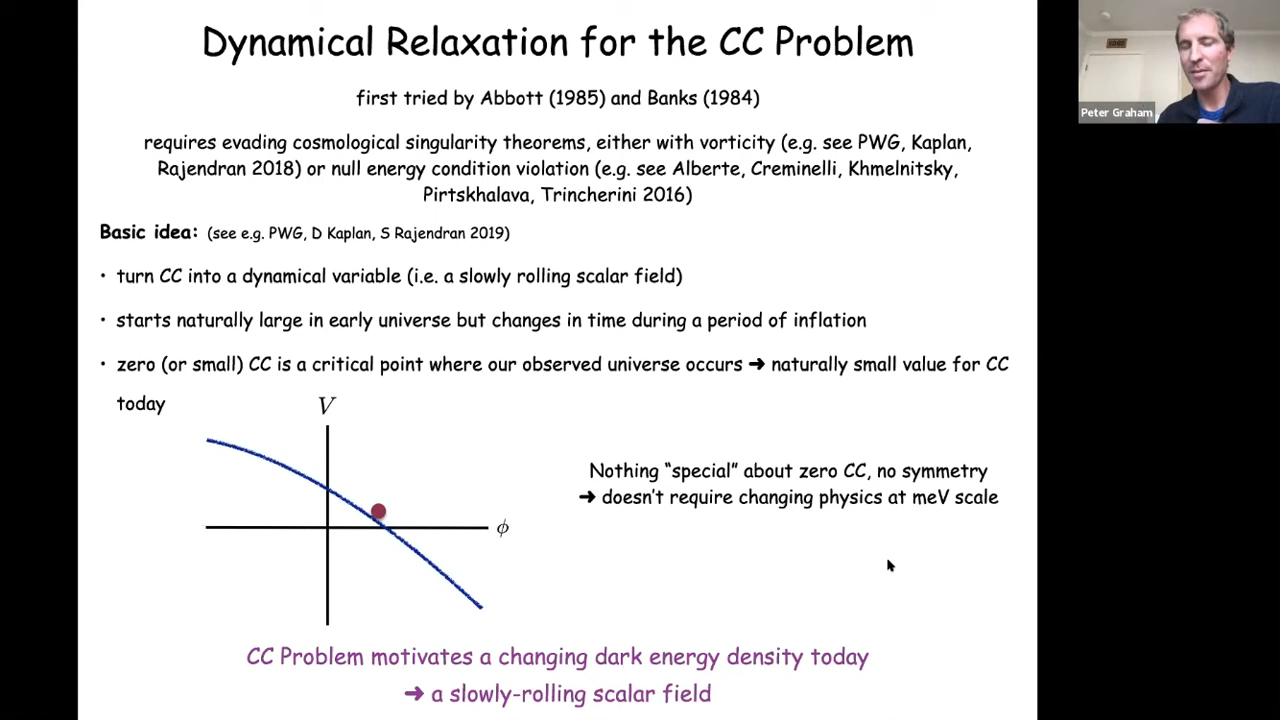 Dynamical Relaxation for the CC Problem
first tried by Abbott (1985) and Banks (1984)
requires evading cosmological singularity theorems, either with vorticity (e.g. see PWG, Kaplan,
Rajendran 2018) or null energy condition violation (e.g. see Alberte, Creminelli, Khmelnitsky,
Pirtskhalava, Trincherini 2016)
Basic idea: (see e.g. PWG, D Kaplan, S Rajendran 2019)
• turn CC into a dynamical variable (i.e. a slowly rolling scalar field)
• starts naturally large in early universe but changes in time during a period of inflation
• zero (or small) CC is a critical point where our observed universe occurs ➜ naturally small value for CC
today
V
ϕ
Nothing “special” about zero CC, no symmetry
➜ doesn’t require changing physics at meV scale
CC Problem motivates a changing dark energy density today
➜ a slowly-rolling scalar field
Peter Graham